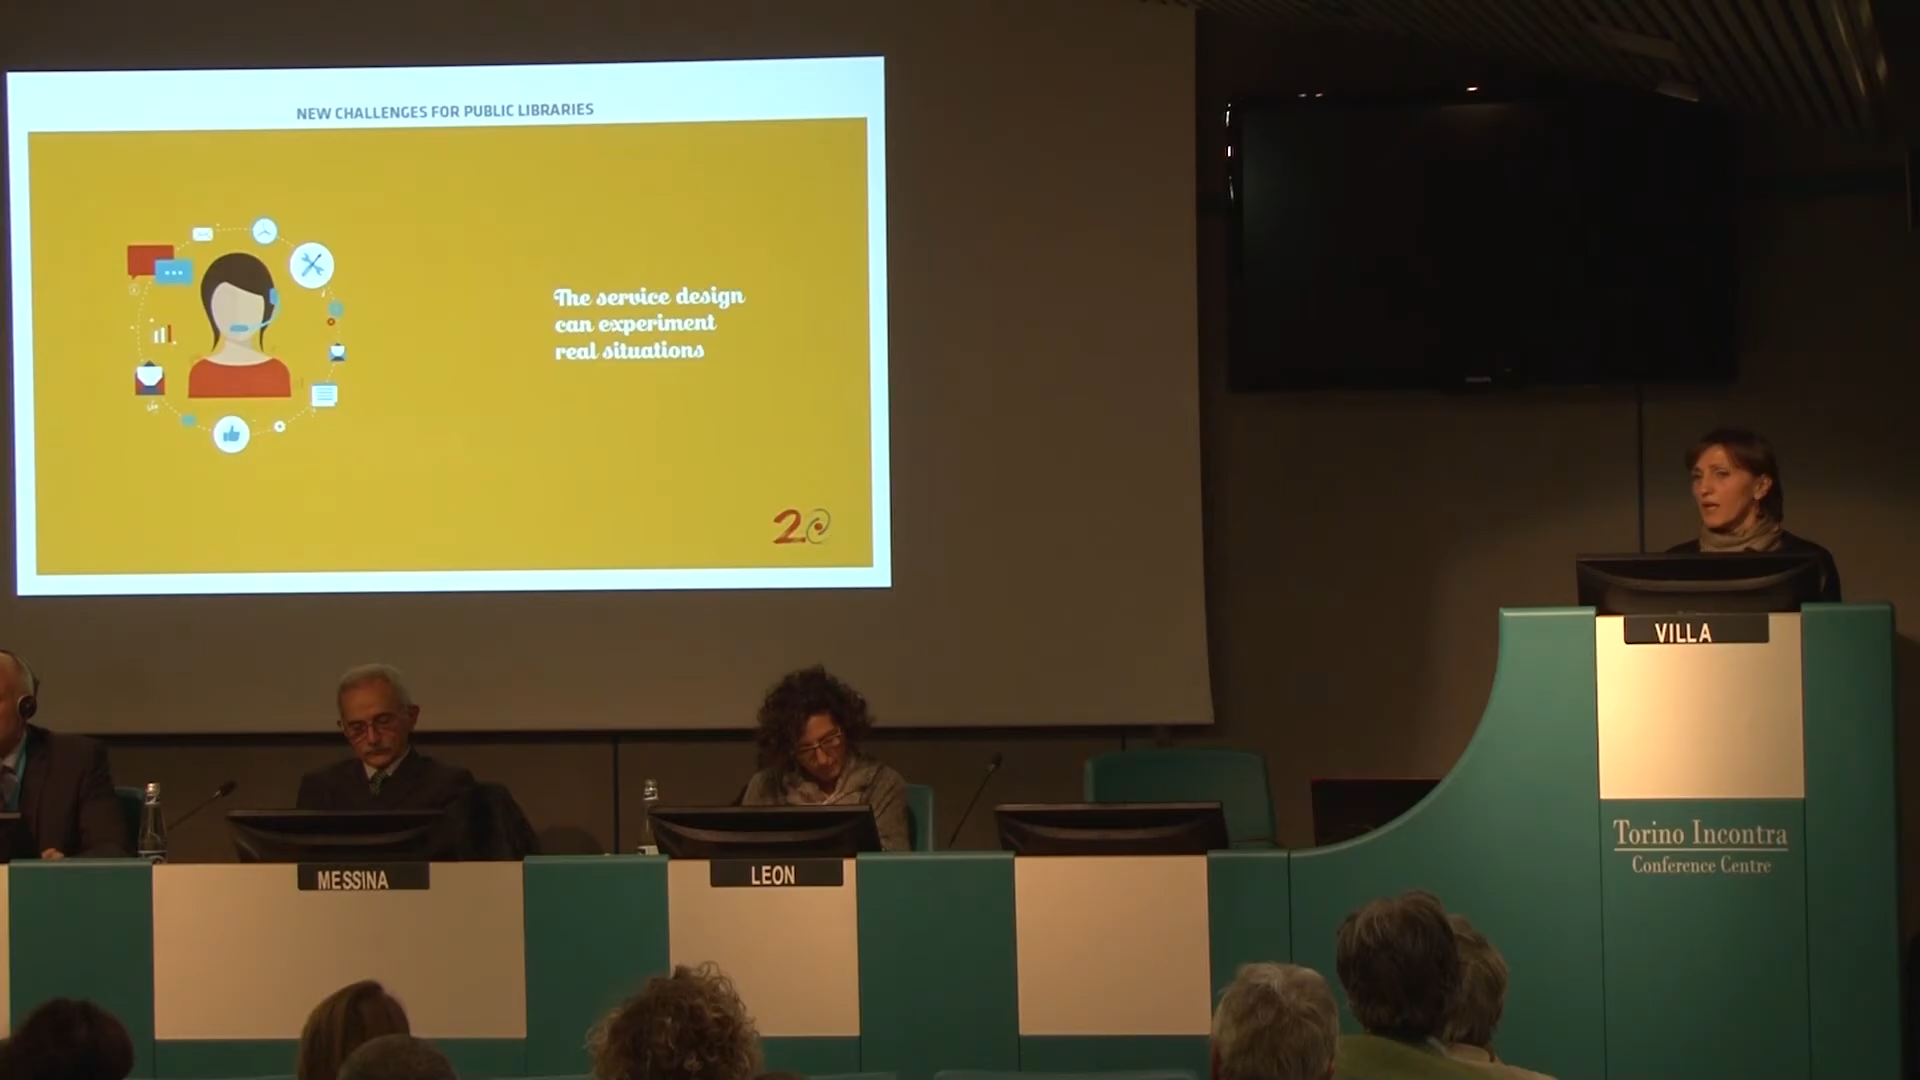 NEW CHALLENGES FOR PUBLIC LIBRARIES
The service design
can experiment
real situations
VILLA
MESSINA
LEON
Torino Incontra
Conference Centre